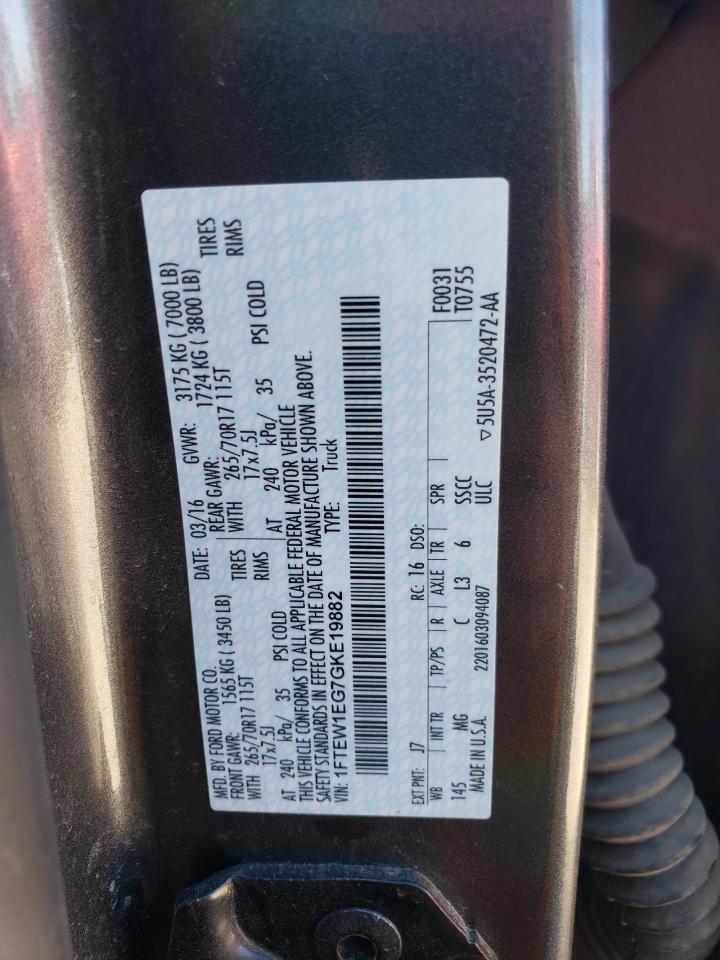 MFD. BY FORD MOTOR CO.
DATE: 03/16 GVWR: 3175 KG ( 7000 LB)
FRONT GAWR: 1565 KG ( 3450 LB) REAR GAWR: 1724 KG ( 3800 LB)
WITH 265/70R17 115T TIRES WITH 265/70R17 115T TIRES
17x7.5J RIMS 17x7.5J RIMS
AT 240 kPa/ 35 PSI COLD AT 240 kPa/ 35 PSI COLD
THIS VEHICLE CONFORMS TO ALL APPLICABLE FEDERAL MOTOR VEHICLE
SAFETY STANDARDS IN EFFECT ON THE DATE OF MANUFACTURE SHOWN ABOVE.
VIN: 1FTEW1EG7GKE19882 TYPE: Truck
EXT PNT: J7 RC: 16 DSO: F0031
WB INT TR TP/PS R AXLE TR SPR T0755
145 MG C L3 6 SSCC ▽5U5A-3520472-AA
MADE IN U.S.A. 2201603094087 ULC